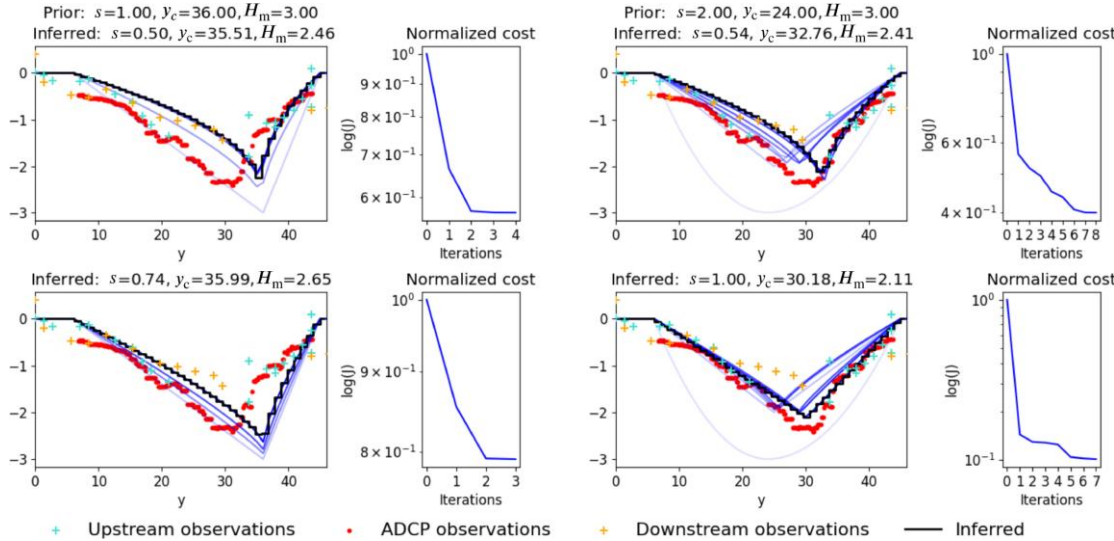 Prior: s=1.00, y_c=36.00, H_m=3.00
Inferred: s=0.50, y_c=35.51, H_m=2.46
0
−1
−2
−3
0 10 20 30 40
y
Normalized cost
10^0
9 × 10^−1
8 × 10^−1
7 × 10^−1
6 × 10^−1
log(J)
0 1 2 3 4
Iterations
Prior: s=2.00, y_c=24.00, H_m=3.00
Inferred: s=0.54, y_c=32.76, H_m=2.41
0
−1
−2
−3
0 10 20 30 40
y
Normalized cost
10^0
6 × 10^−1
4 × 10^−1
log(J)
0 1 2 3 4 5 6 7 8
Iterations
Inferred: s=0.74, y_c=35.99, H_m=2.65
0
−1
−2
−3
0 10 20 30 40
y
Normalized cost
10^0
9 × 10^−1
8 × 10^−1
log(J)
0 1 2 3
Iterations
Inferred: s=1.00, y_c=30.18, H_m=2.11
0
−1
−2
−3
0 10 20 30 40
y
Normalized cost
10^0
10^−1
log(J)
0 1 2 3 4 5 6 7
Iterations
Upstream observations ADCP observations Downstream observations Inferred